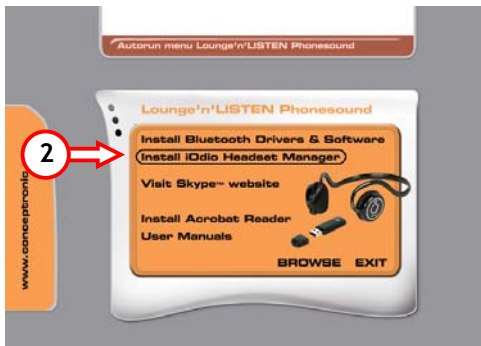 Autorun menu Lounge'n'LISTEN Phonesound
Lounge'n'LISTEN Phonesound
Install Bluetooth Drivers & Software
2
Install iOdio Headset Manager
Visit Skype™ website
Install Acrobat Reader
User Manuals
BROWSE EXIT
www.conceptronic